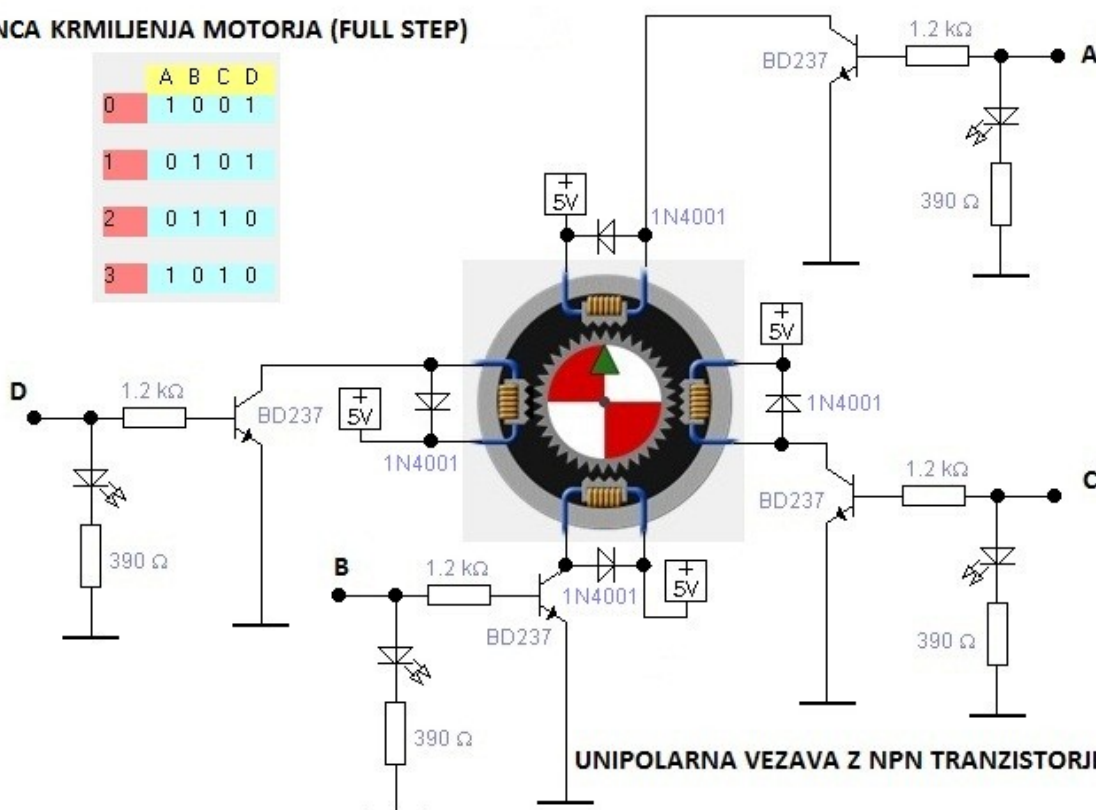 NCA KRMILJENJA MOTORJA (FULL STEP)
A B C D
0 1 0 0 1
1 0 1 0 1
2 0 1 1 0
3 1 0 1 0
1.2 kΩ
BD237
A
390 Ω
+
5V
1N4001
+
5V
1N4001
D
1.2 kΩ
BD237
+
5V
1N4001
390 Ω
1.2 kΩ
C
BD237
390 Ω
B
1.2 kΩ
1N4001
+
5V
BD237
390 Ω
UNIPOLARNA VEZAVA Z NPN TRANZISTORJI